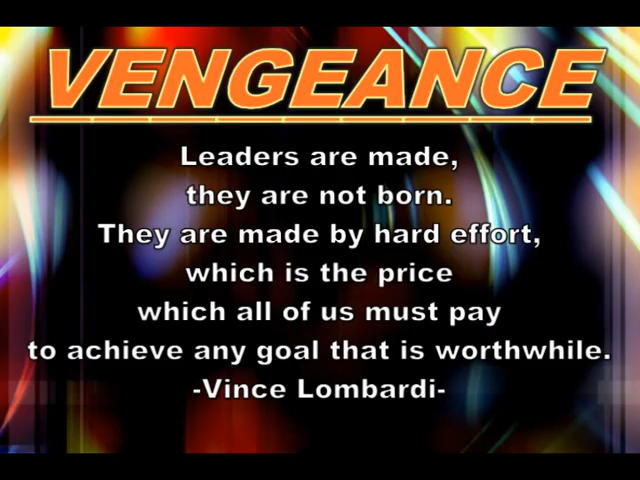 VENGEANCE
Leaders are made,
they are not born.
They are made by hard effort,
which is the price
which all of us must pay
to achieve any goal that is worthwhile.
-Vince Lombardi-